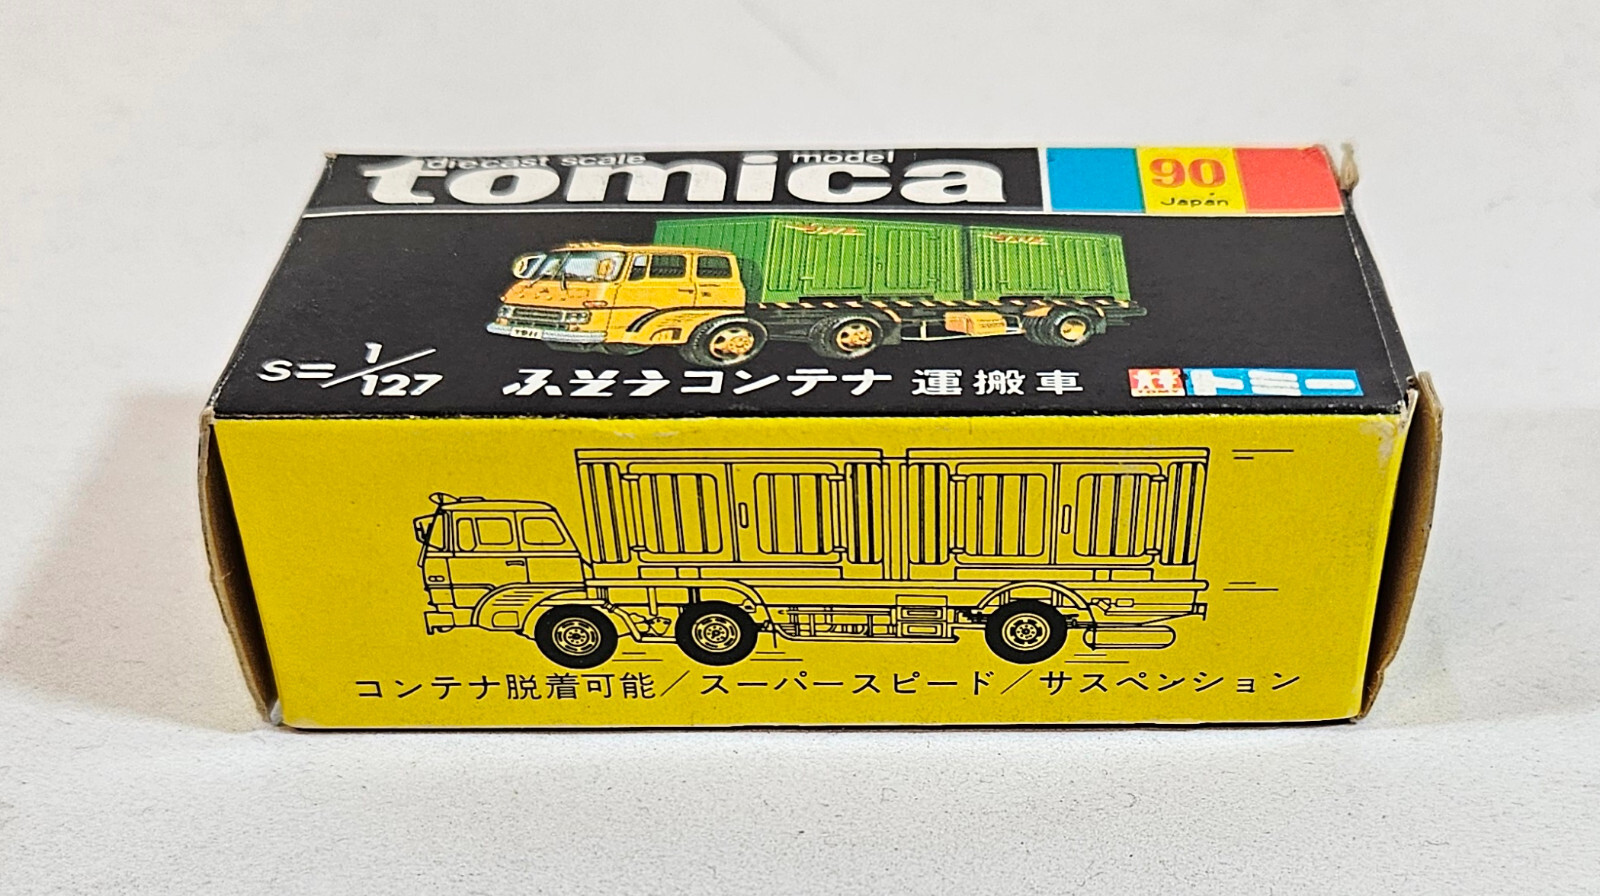 diecast scale model
tomica
90
Japan
S=1/127
ふそうコンテナ 運搬車
トミー
コンテナ脱着可能/スーパースピード/サスペンション